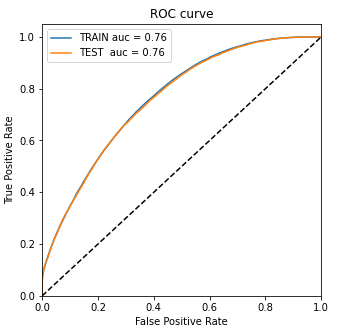 ROC curve
TRAIN auc = 0.76
TEST auc = 0.76
True Positive Rate
1.0
0.8
0.6
0.4
0.2
0.0
0.0 0.2 0.4 0.6 0.8 1.0
False Positive Rate